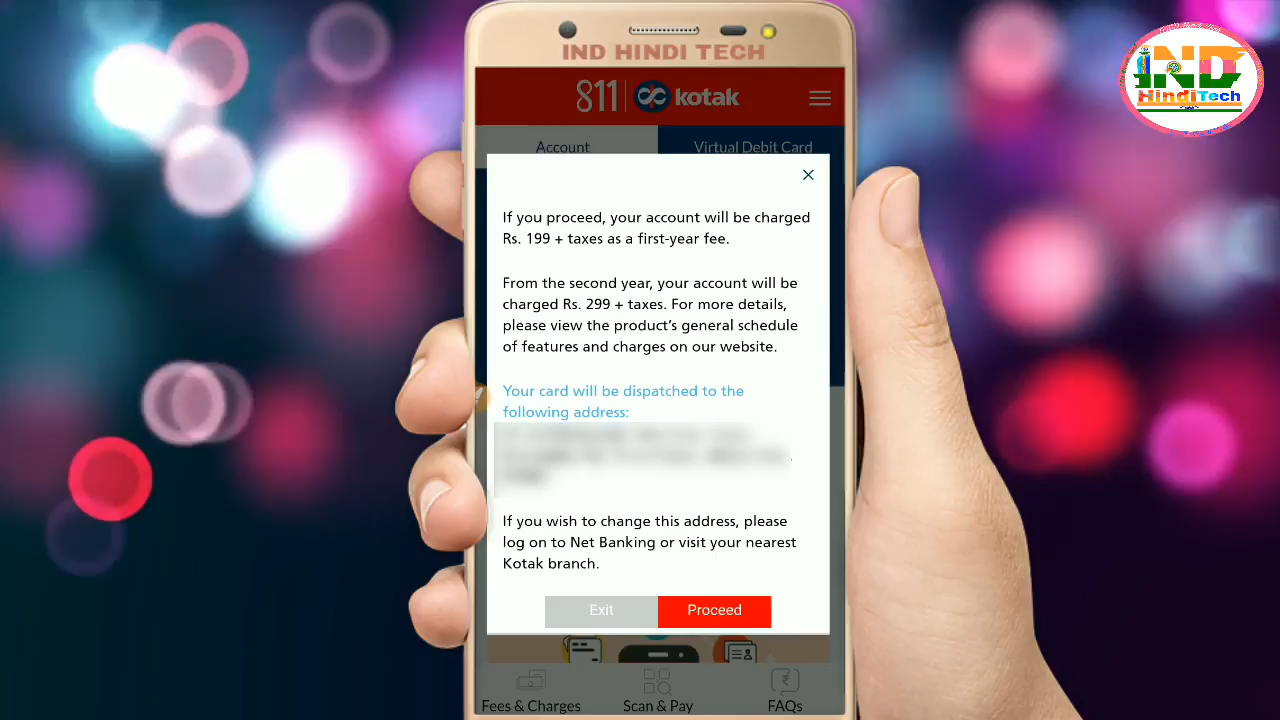 IND HINDI TECH
IND
HindiTech
811 kotak
Account
Virtual Debit Card
If you proceed, your account will be charged
Rs. 199 + taxes as a first-year fee.
From the second year, your account will be
charged Rs. 299 + taxes. For more details,
please view the product's general schedule
of features and charges on our website.
Your card will be dispatched to the
following address:
If you wish to change this address, please
log on to Net Banking or visit your nearest
Kotak branch.
Exit
Proceed
Fees & Charges
Scan & Pay
FAQs